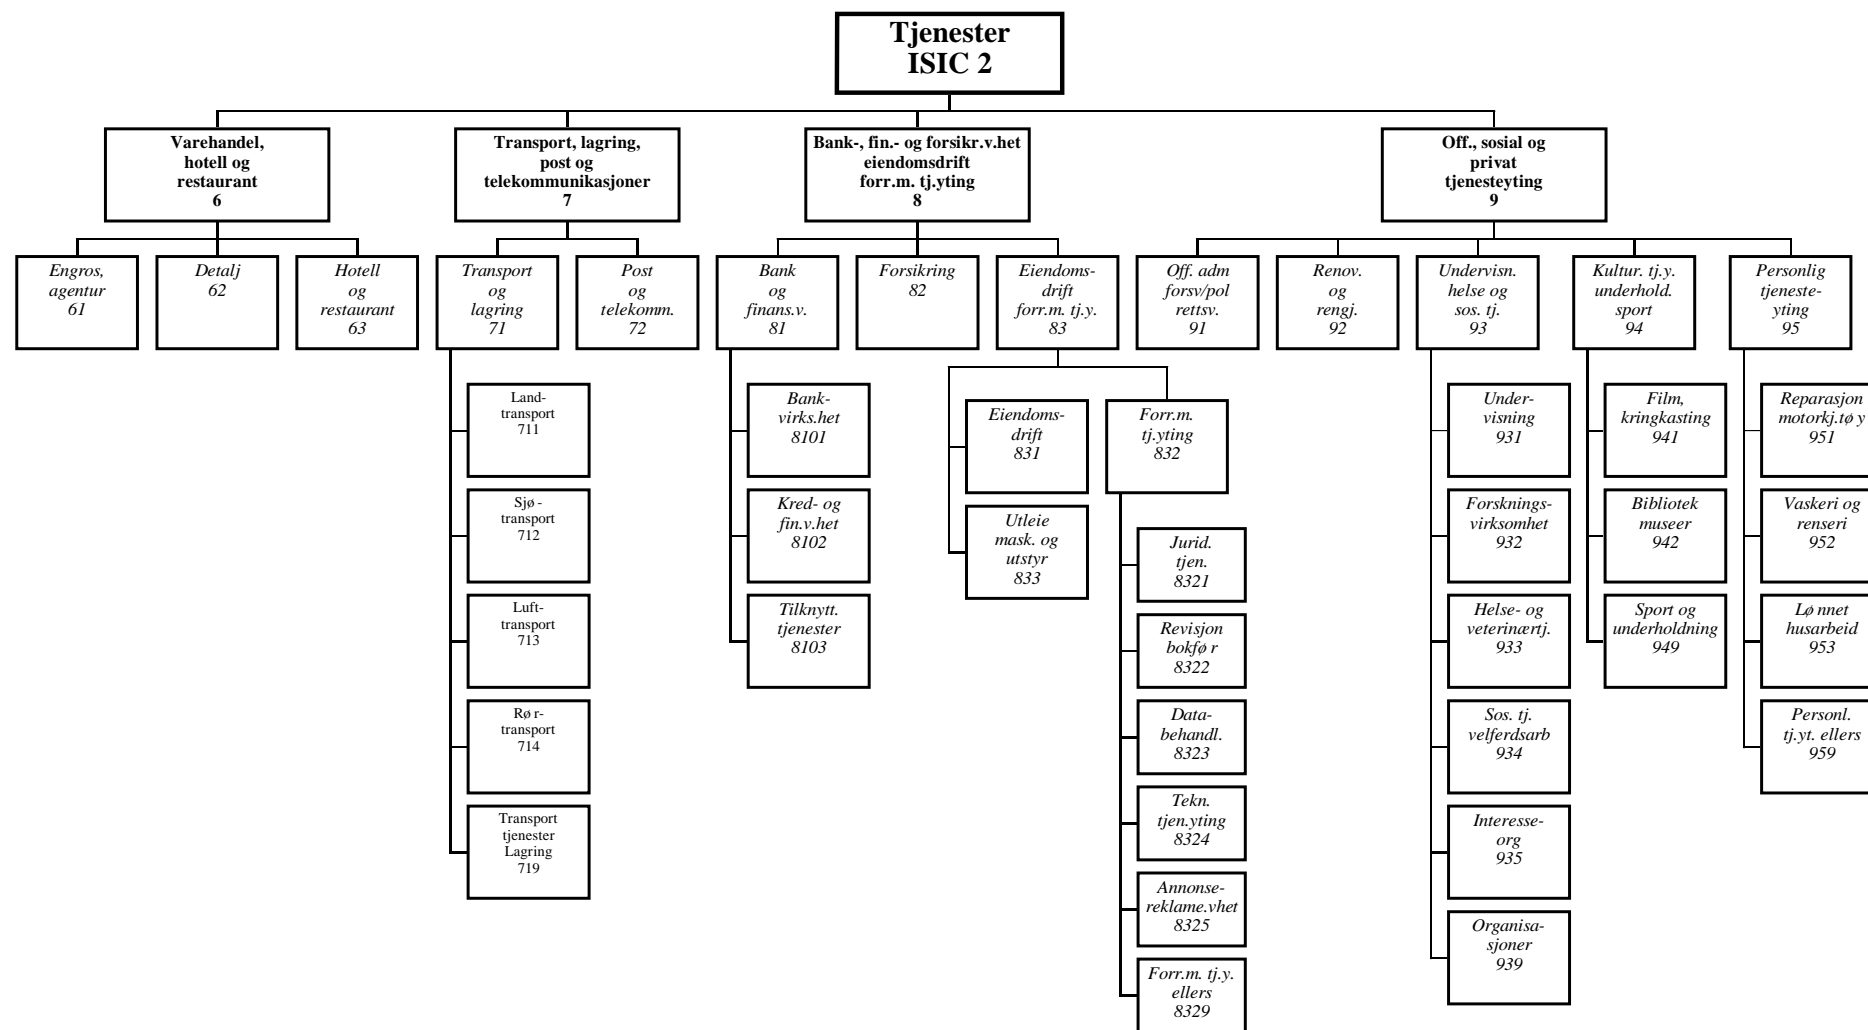 Tjenester
ISIC 2
Varehandel,
hotell og
restaurant
6
Transport, lagring,
post og
telekommunikasjoner
7
Bank-, fin.- og forsikr.v.het
eiendomsdrift
forr.m. tj.yting
8
Off., sosial og
privat
tjenesteyting
9
Engros,
agentur
61
Detalj
62
Hotell
og
restaurant
63
Transport
og
lagring
71
Post
og
telekomm.
72
Bank
og
finans.v.
81
Forsikring
82
Eiendoms-
drift
forr.m. tj.y.
83
Off. adm
forsv/pol
rettsv.
91
Renov.
og
rengj.
92
Undervisn.
helse og
sos. tj.
93
Kultur. tj.y.
underhold.
sport
94
Personlig
tjeneste-
yting
95
Land-
transport
711
Sjø -
transport
712
Luft-
transport
713
Rø r-
transport
714
Transport
tjenester
Lagring
719
Bank-
virks.het
8101
Kred- og
fin.v.het
8102
Tilknytt.
tjenester
8103
Eiendoms-
drift
831
Utleie
mask. og
utstyr
833
Forr.m.
tj.yting
832
Jurid.
tjen.
8321
Revisjon
bokfø r
8322
Data-
behandl.
8323
Tekn.
tjen.yting
8324
Annonse-
reklame.vhet
8325
Forr.m. tj.y.
ellers
8329
Under-
visning
931
Forsknings-
virksomhet
932
Helse- og
veterinærtj.
933
Sos. tj.
velferdsarb
934
Interesse-
org
935
Organisa-
sjoner
939
Film,
kringkasting
941
Bibliotek
museer
942
Sport og
underholdning
949
Reparasjon
motorkj.tø y
951
Vaskeri og
renseri
952
Lø nnet
husarbeid
953
Personl.
tj.yt. ellers
959